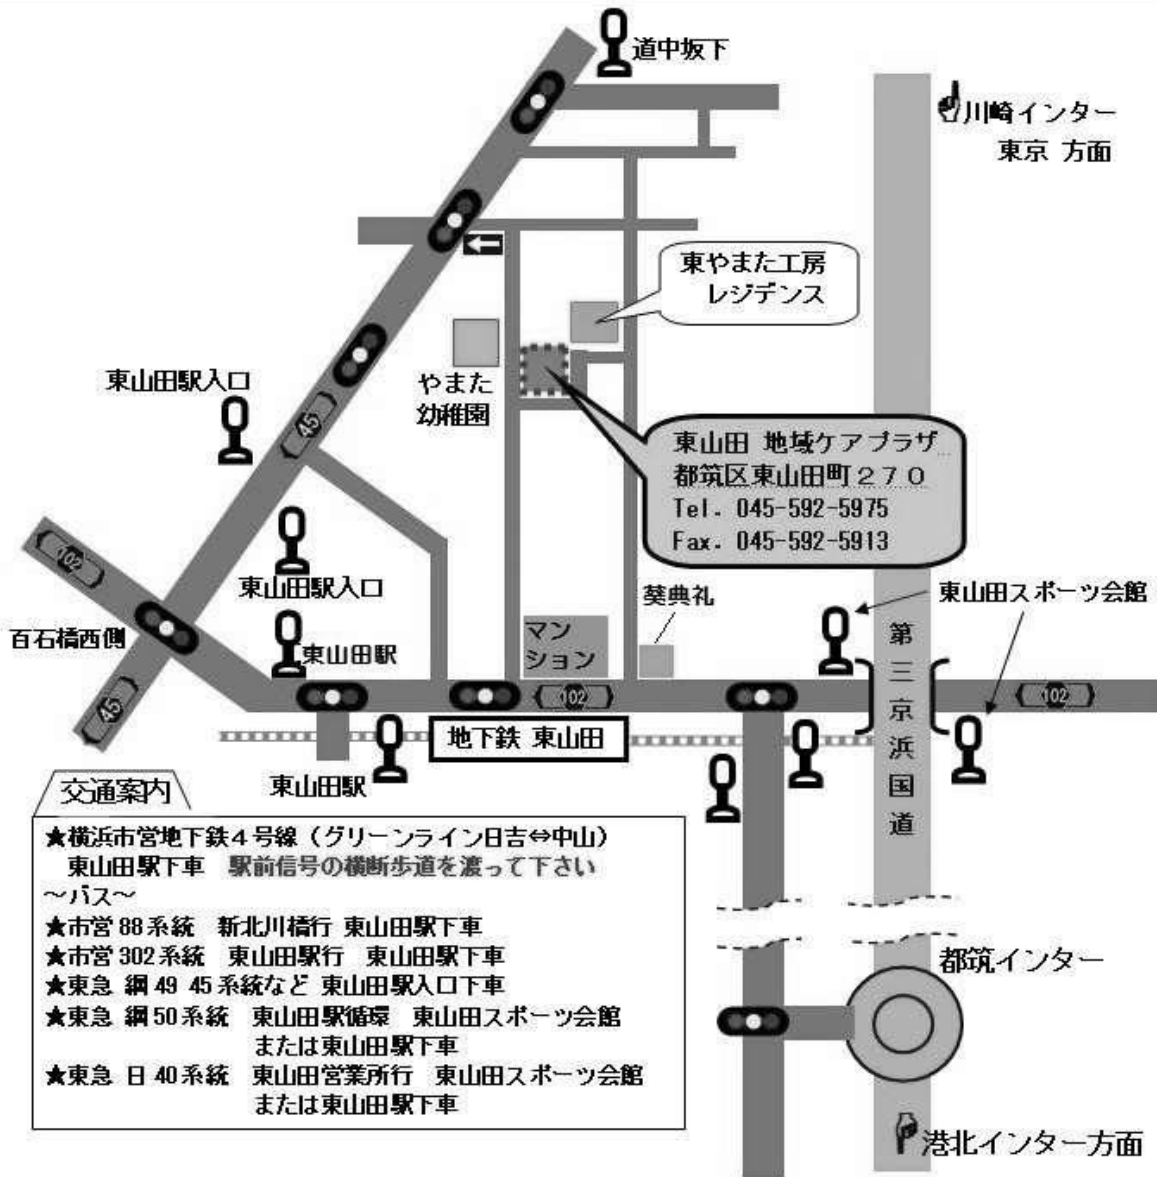 道中坂下
川崎インター
東京 方面
東やまた工房
レジデンス
東山田駅入口
やまた
幼稚園
45
東山田 地域ケアプラザ
都筑区東山田町270
Tel. 045-592-5975
Fax. 045-592-5913
102
東山田駅入口
葵典礼
東山田スポーツ会館
百石橋西側
東山田駅
マン
ション
第三京浜国道
45
102
102
地下鉄 東山田
東山田駅
交通案内
★横浜市営地下鉄4号線(グリーンライン日吉⇔中山)
東山田駅下車 駅前信号の横断歩道を渡って下さい
~バス~
★市営88系統 新北川橋行 東山田駅下車
★市営302系統 東山田駅行 東山田駅下車
★東急 綱49 45系統など 東山田駅入口下車
★東急 綱50系統 東山田駅循環 東山田スポーツ会館
または東山田駅下車
★東急 日40系統 東山田営業所行 東山田スポーツ会館
または東山田駅下車
都筑インター
港北インター方面